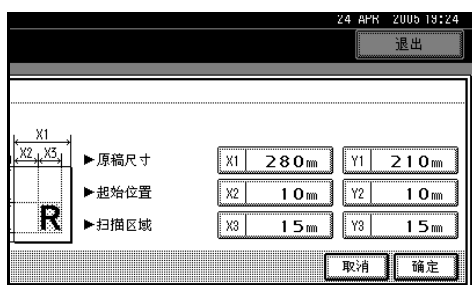 24 APR 2005 19:24
退出
X1
X2 X3
R
▶原稿尺寸 X1 280mm Y1 210mm
▶起始位置 X2 10mm Y2 10mm
▶扫描区域 X3 15mm Y3 15mm
取消 确定